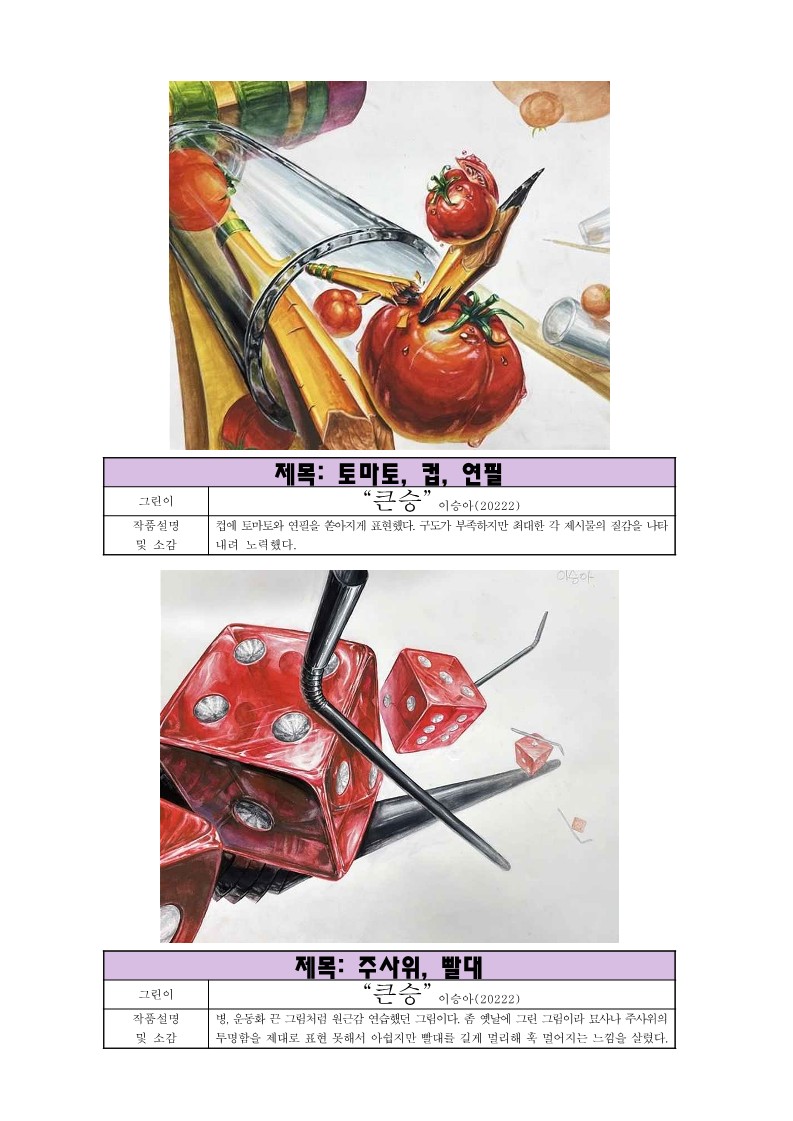 제목: 토마토, 컵, 연필
그린이
“큰승” 이승아(20222)
작품설명
및 소감
컵에 토마토와 연필을 쏟아지게 표현했다. 구도가 부족하지만 최대한 각 제시물의 질감을 나타
내려 노력했다.
이승아
제목: 주사위, 빨대
그린이
“큰승” 이승아(20222)
작품설명
및 소감
병, 운동화 끈 그림처럼 원근감 연습했던 그림이다. 좀 옛날에 그린 그림이라 묘사나 주사위의
투명함을 제대로 표현 못해서 아쉽지만 빨대를 길게 멀리해 훅 멀어지는 느낌을 살렸다.